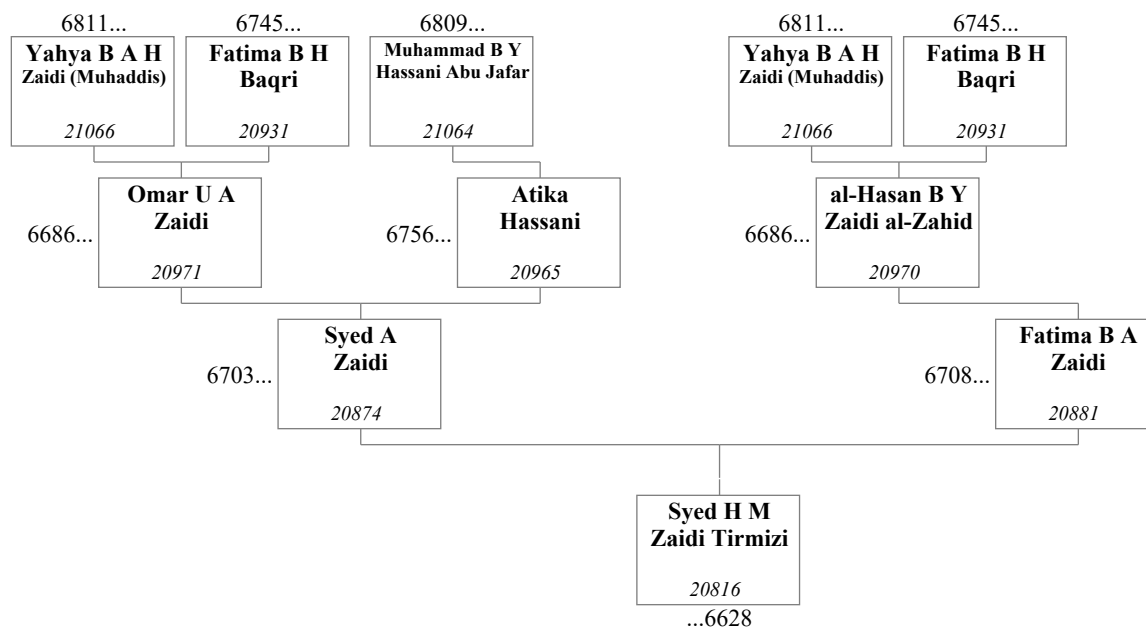 6811...
6745...
6809...
6811...
6745...
Yahya B A H
Zaidi (Muhaddis)
21066
Fatima B H
Baqri
20931
Muhammad B Y
Hassani Abu Jafar
21064
Yahya B A H
Zaidi (Muhaddis)
21066
Fatima B H
Baqri
20931
6686...
Omar U A
Zaidi
20971
6756...
Atika
Hassani
20965
6686...
al-Hasan B Y
Zaidi al-Zahid
20970
6703...
Syed A
Zaidi
20874
6708...
Fatima B A
Zaidi
20881
Syed H M
Zaidi Tirmizi
20816
...6628